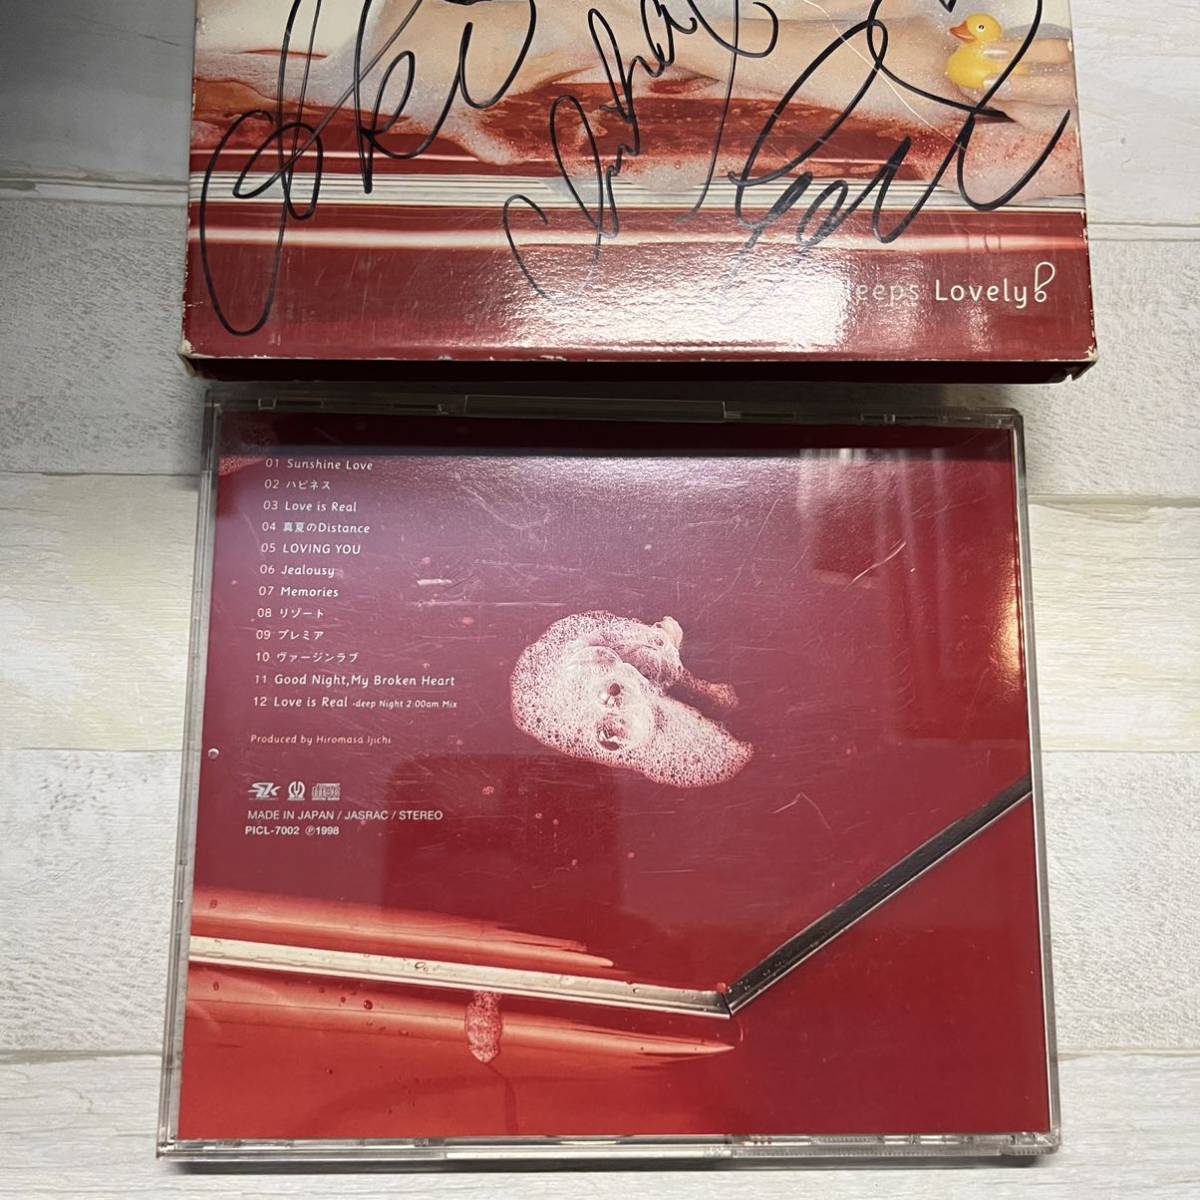 Lovely
01 Sunshine Love
02 ハピネス
03 Love is Real
04 真夏のDistance
05 LOVING YOU
06 Jealousy
07 Memories
08 リゾート
09 プレミア
10 ヴァージンラブ
11 Good Night,My Broken Heart
12 Love is Real -deep Night 2.00am Mix
Produced by Hiromasa Ijichi
MADE IN JAPAN / JASRAC / STEREO
PICL-7002 ℗1998